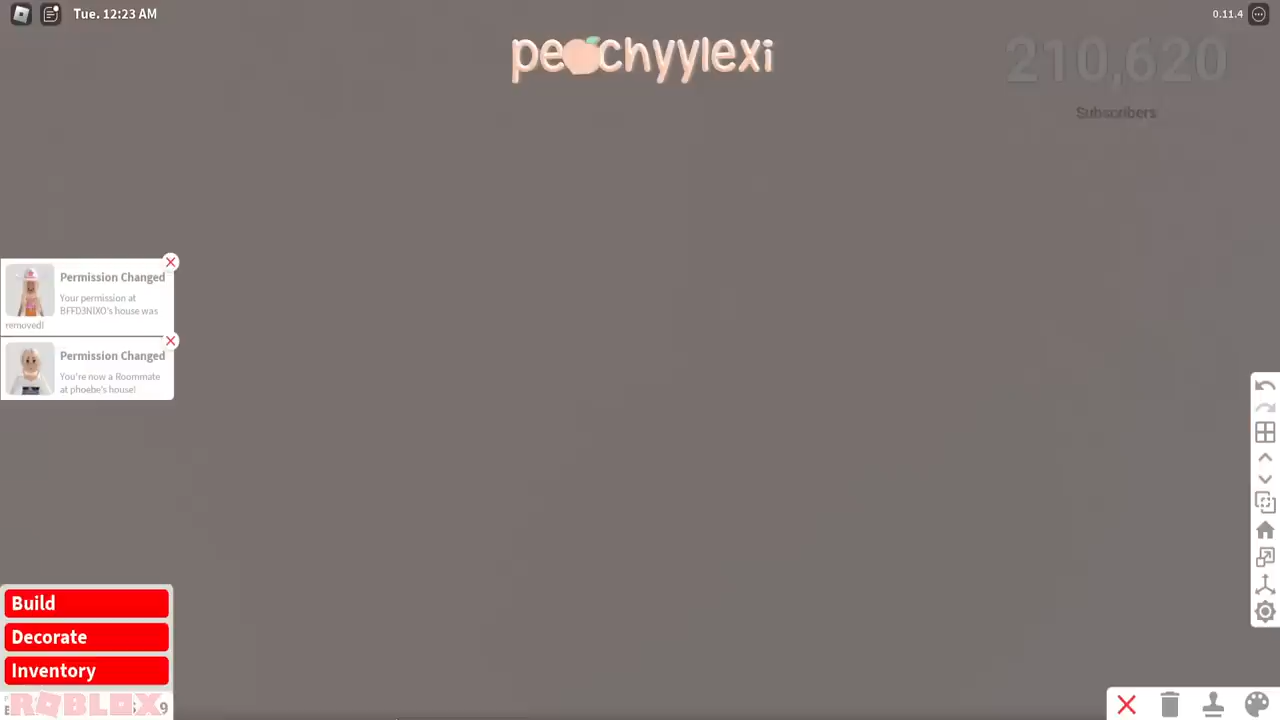 Tue. 12:23 AM
0.11.4
peachyylexi
210,620
Subscribers
Permission Changed
Your permission at
BFFD3NIXO's house was
removed!
Permission Changed
You're now a Roommate
at phoebe's house!
Build
Decorate
Inventory
ROBLOX
9